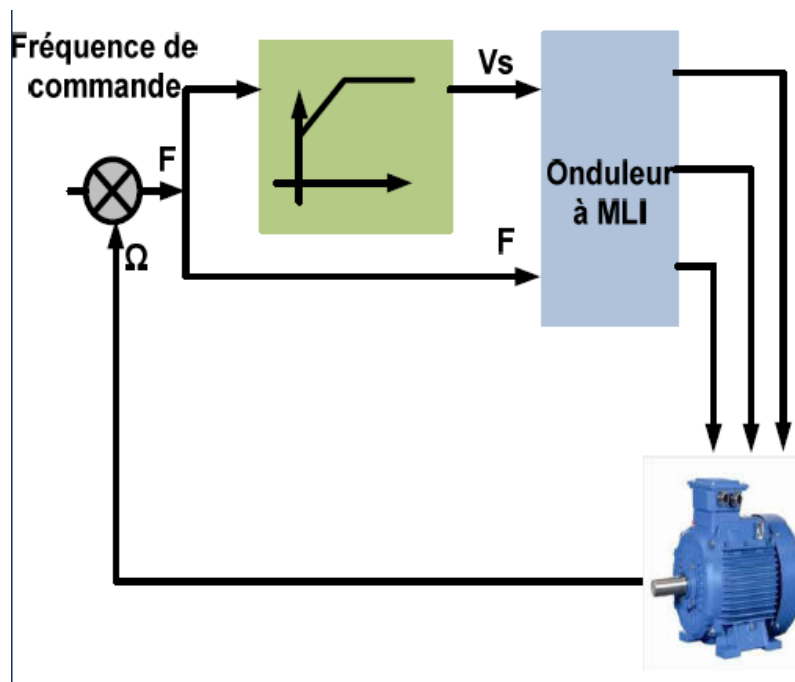 Fréquence de
commande
F
Vs
Onduleur
à MLI
F
Ω